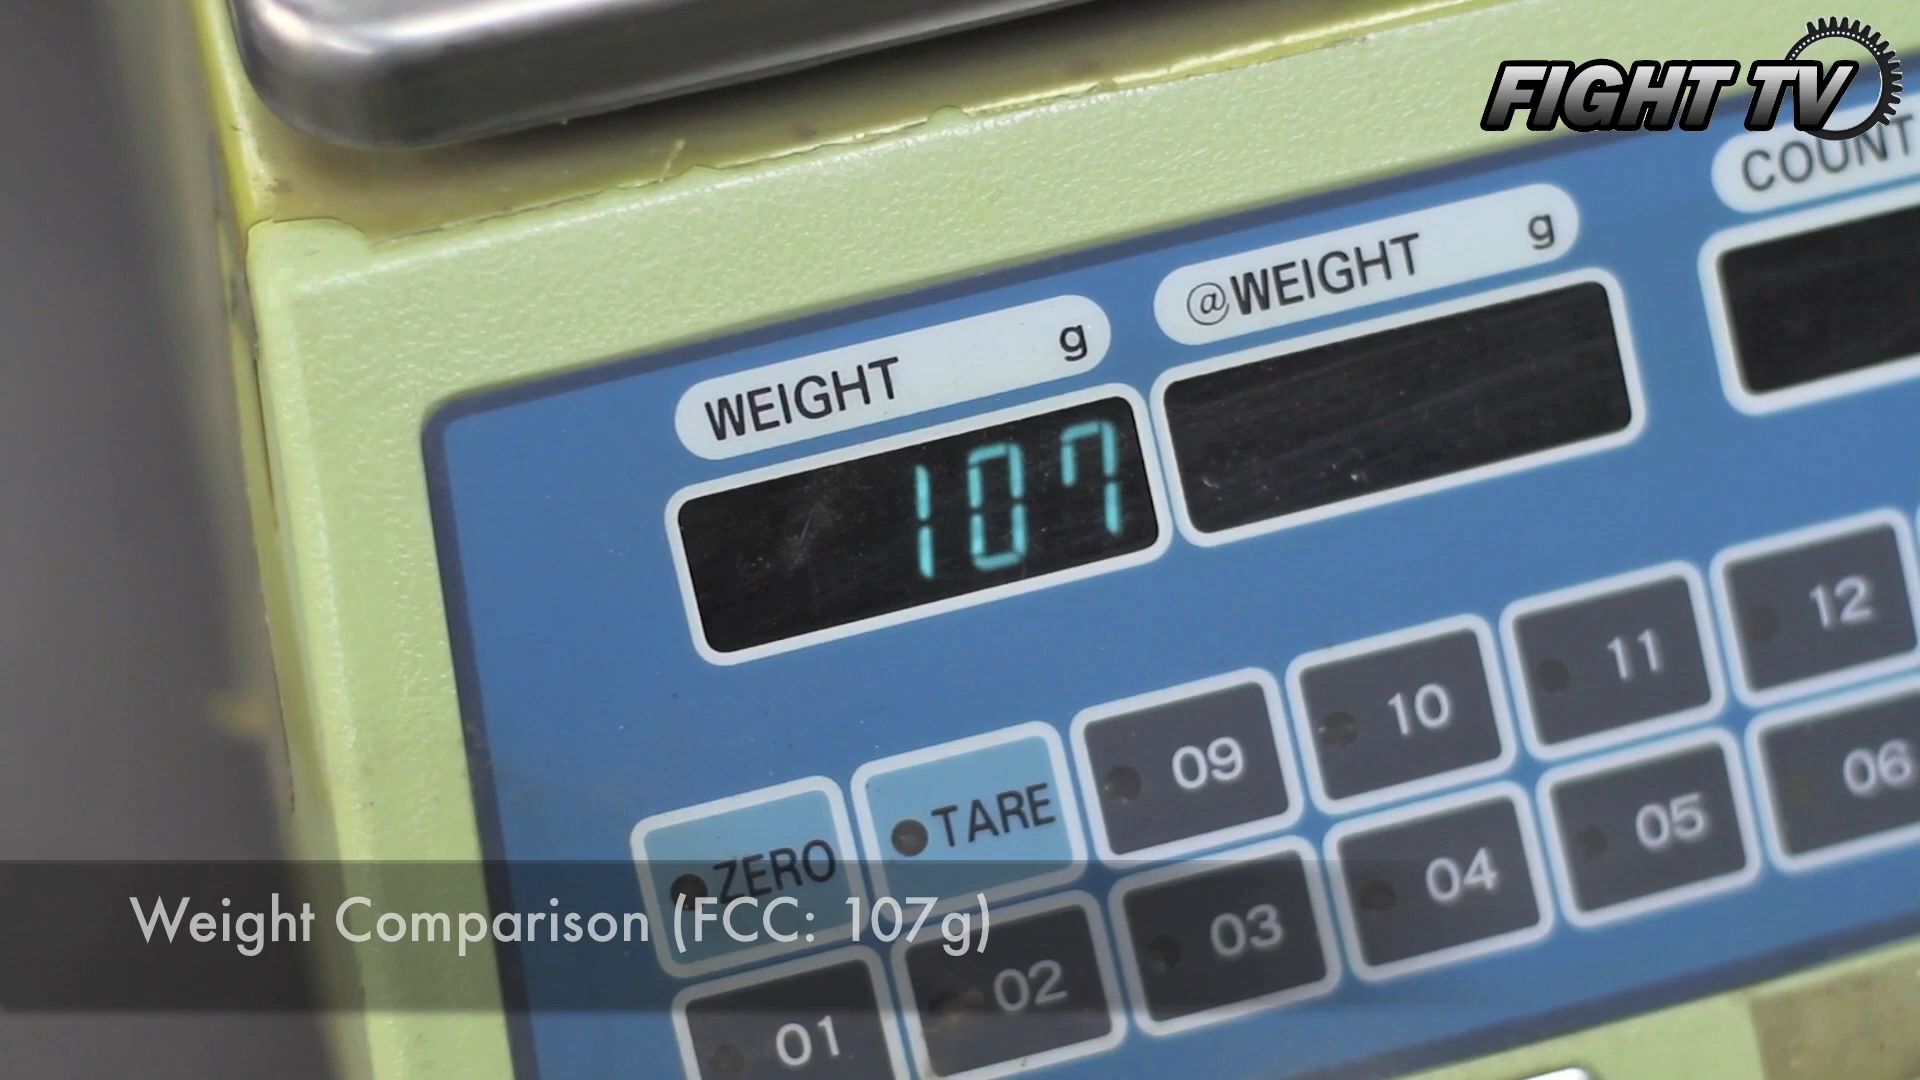 FIGHT TV
COUNT
@WEIGHT g
WEIGHT g
107
12
11
10
09
TARE
ZERO
06
05
04
03
02
01
Weight Comparison (FCC: 107g)